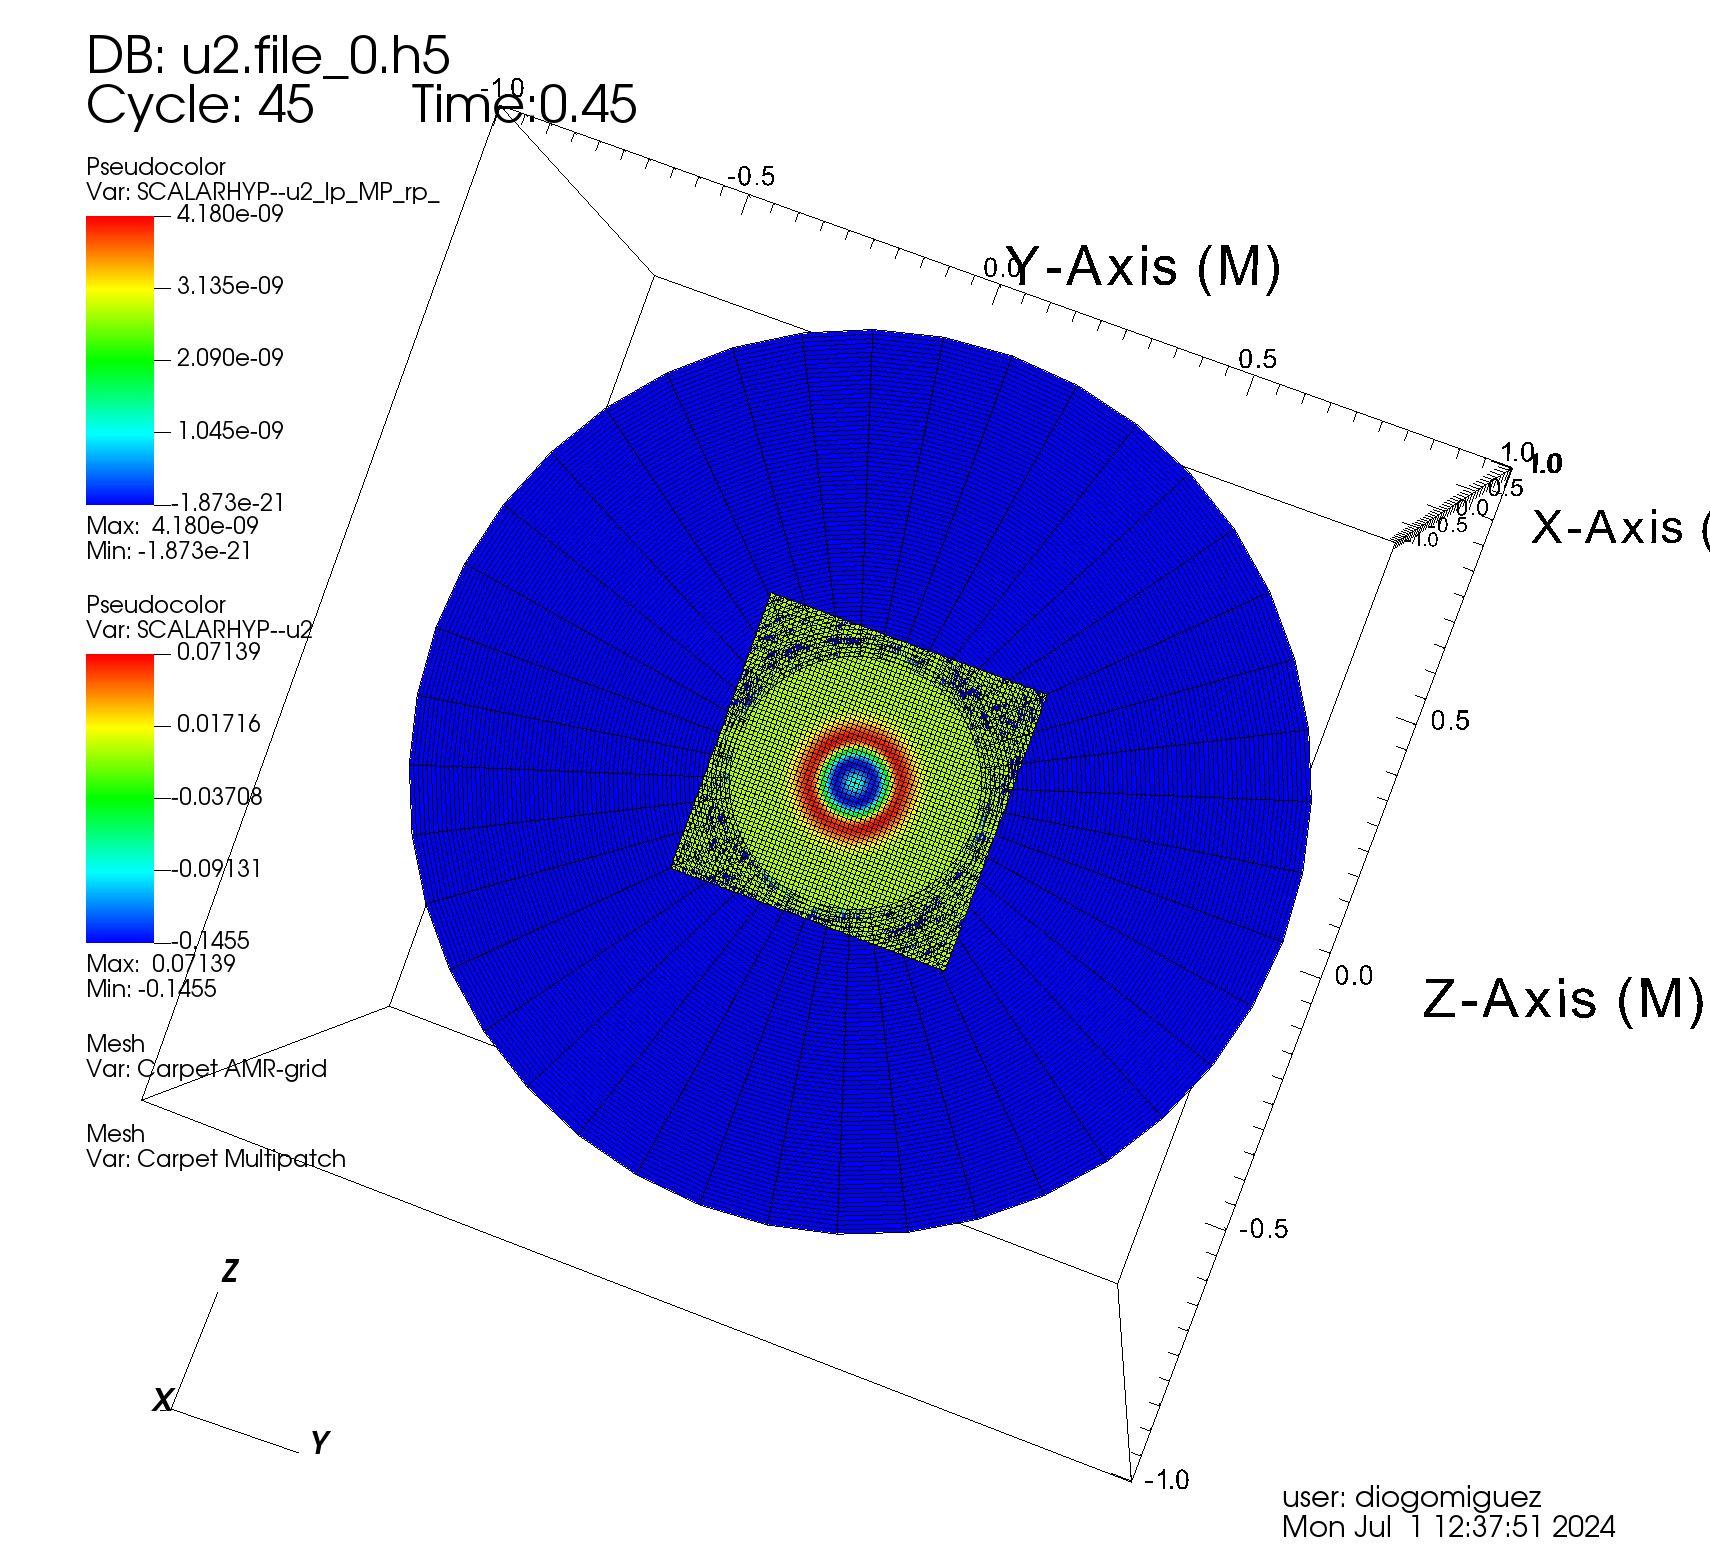 DB: u2.file_0.h5
Cycle: 45 Time:0.45
Pseudocolor
Var: SCALARHYP--u2_lp_MP_rp_
4.180e-09
3.135e-09
2.090e-09
1.045e-09
-1.873e-21
Max: 4.180e-09
Min: -1.873e-21
Pseudocolor
Var: SCALARHYP--u2
0.07139
0.01716
-0.03708
-0.09131
-0.1455
Max: 0.07139
Min: -0.1455
Mesh
Var: Carpet AMR-grid
Mesh
Var: Carpet Multipatch
-1.0
-0.5
0.0
0.5
1.0
Y-Axis (M)
1.0
0.5
0.0
-0.5
-1.0
X-Axis (
0.5
0.0
-0.5
-1.0
Z-Axis (M)
Z
X
Y
user: diogomiguez
Mon Jul 1 12:37:51 2024